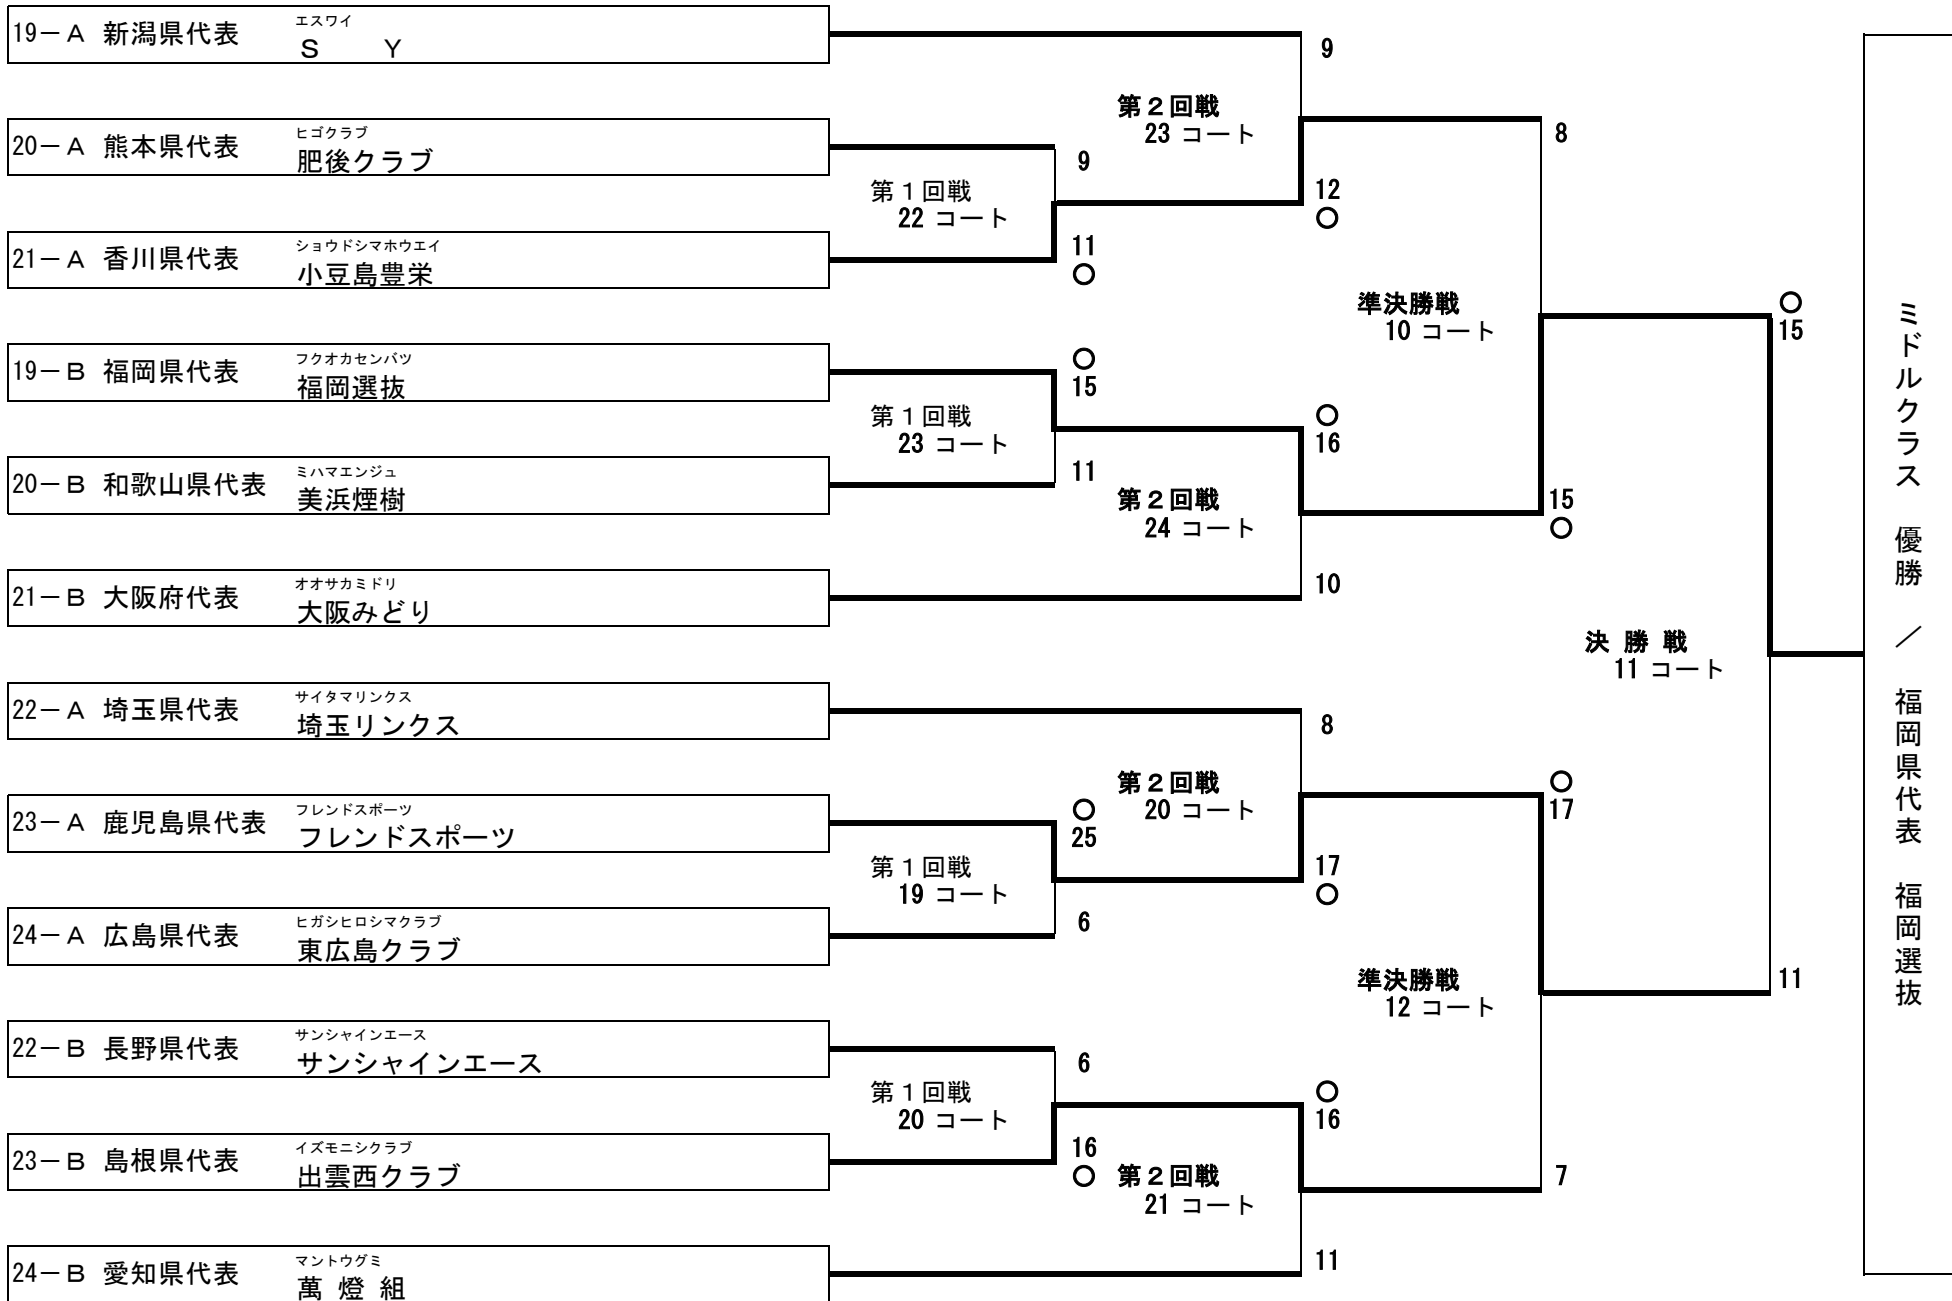 19－Ａ 新潟県代表 エスワイ
Ｓ　Ｙ
9
第２回戦
23 コート
20－Ａ 熊本県代表 ヒゴクラブ
肥後クラブ
9
8
第１回戦
22 コート
12
○
21－Ａ 香川県代表 ショウドシマホウエイ
小豆島豊栄
11
○
準決勝戦
10 コート
○
15
19－Ｂ 福岡県代表 フクオカセンバツ
福岡選抜
○
15
第１回戦
23 コート
○
16
20－Ｂ 和歌山県代表 ミハマエンジュ
美浜煙樹
11
第２回戦
24 コート
15
○
21－Ｂ 大阪府代表 オオサカミドリ
大阪みどり
10
決 勝 戦
11 コート
22－Ａ 埼玉県代表 サイタマリンクス
埼玉リンクス
8
第２回戦
20 コート
○
17
23－Ａ 鹿児島県代表 フレンドスポーツ
フレンドスポーツ
○
25
第１回戦
19 コート
17
○
24－Ａ 広島県代表 ヒガシヒロシマクラブ
東広島クラブ
6
準決勝戦
12 コート
11
22－Ｂ 長野県代表 サンシャインエース
サンシャインエース
6
第１回戦
20 コート
○
16
23－Ｂ 島根県代表 イズモニシクラブ
出雲西クラブ
16
○
第２回戦
21 コート
7
24－Ｂ 愛知県代表 マントウグミ
萬 燈 組
11
ミドルクラス　優勝　／　福岡県代表　福岡選抜